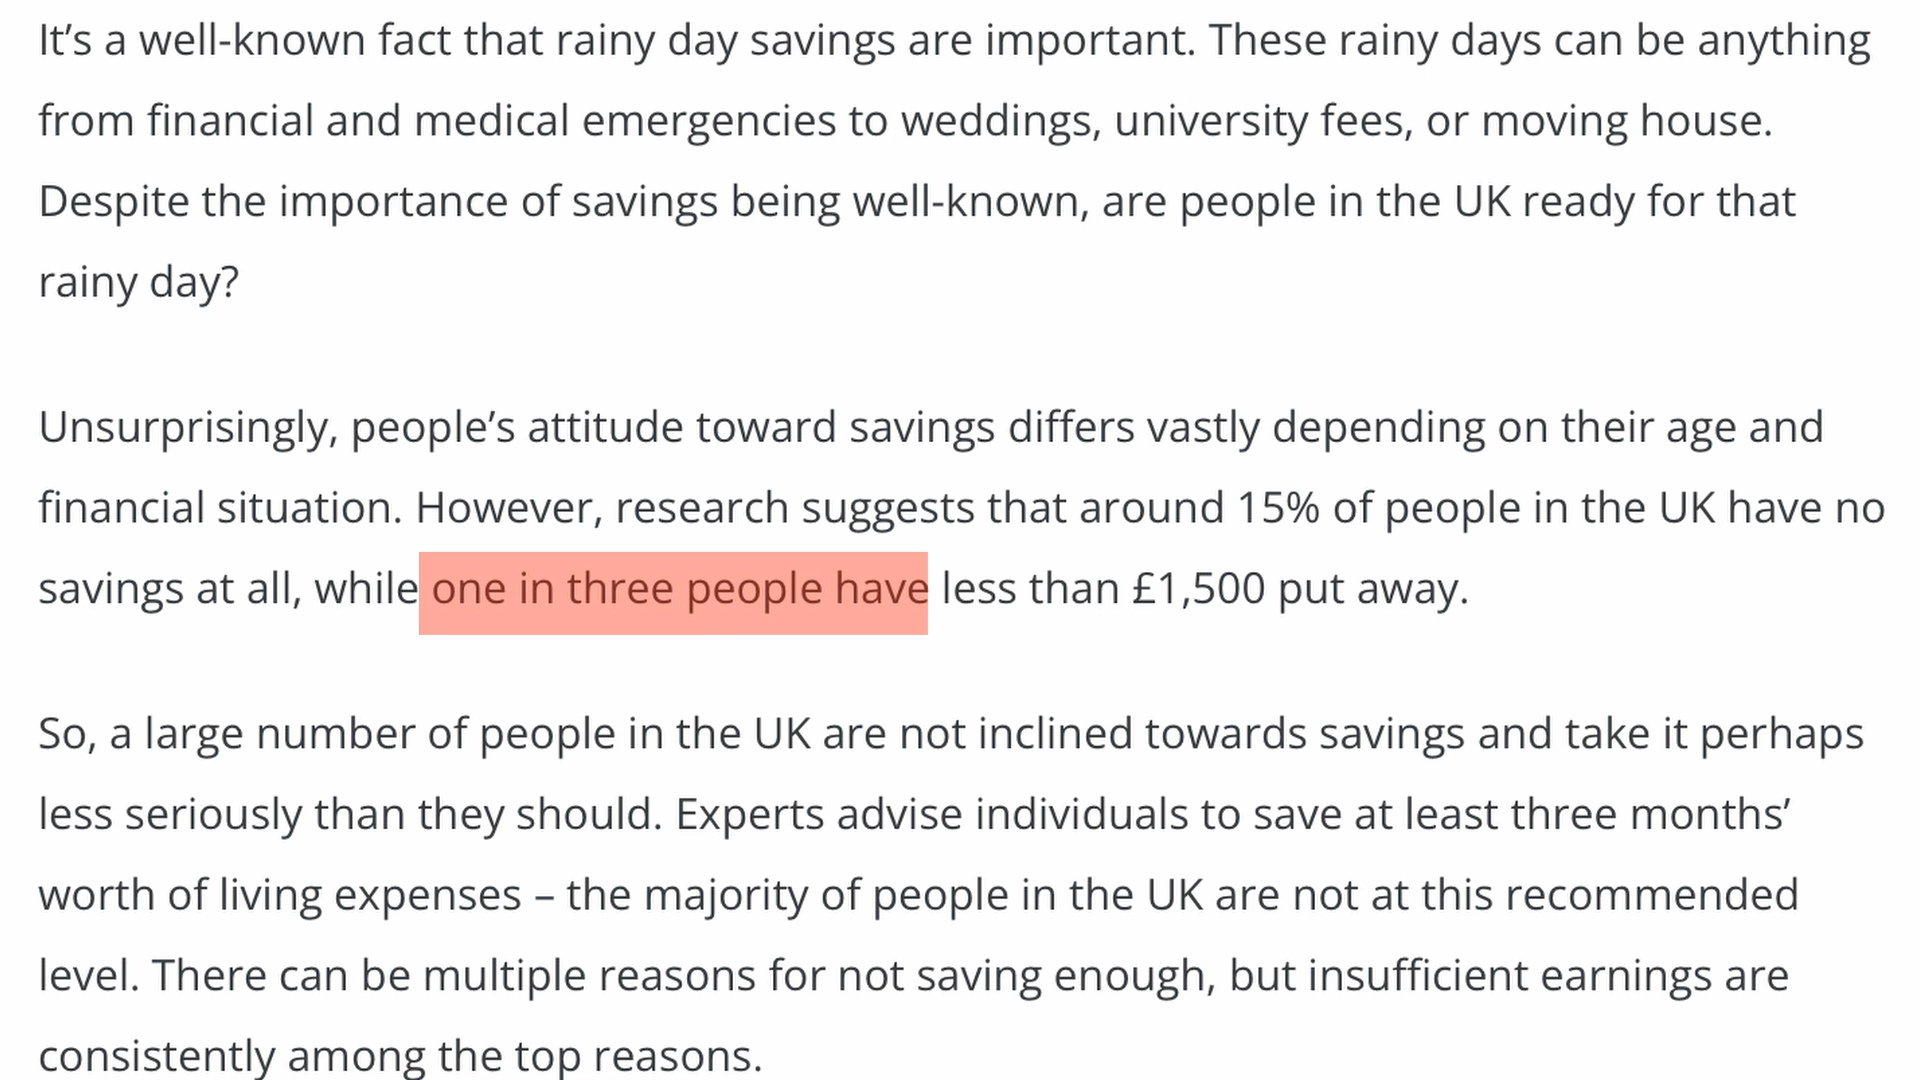 It’s a well-known fact that rainy day savings are important. These rainy days can be anything
from financial and medical emergencies to weddings, university fees, or moving house.
Despite the importance of savings being well-known, are people in the UK ready for that
rainy day?
Unsurprisingly, people’s attitude toward savings differs vastly depending on their age and
financial situation. However, research suggests that around 15% of people in the UK have no
savings at all, while one in three people have less than £1,500 put away.
So, a large number of people in the UK are not inclined towards savings and take it perhaps
less seriously than they should. Experts advise individuals to save at least three months’
worth of living expenses – the majority of people in the UK are not at this recommended
level. There can be multiple reasons for not saving enough, but insufficient earnings are
consistently among the top reasons.